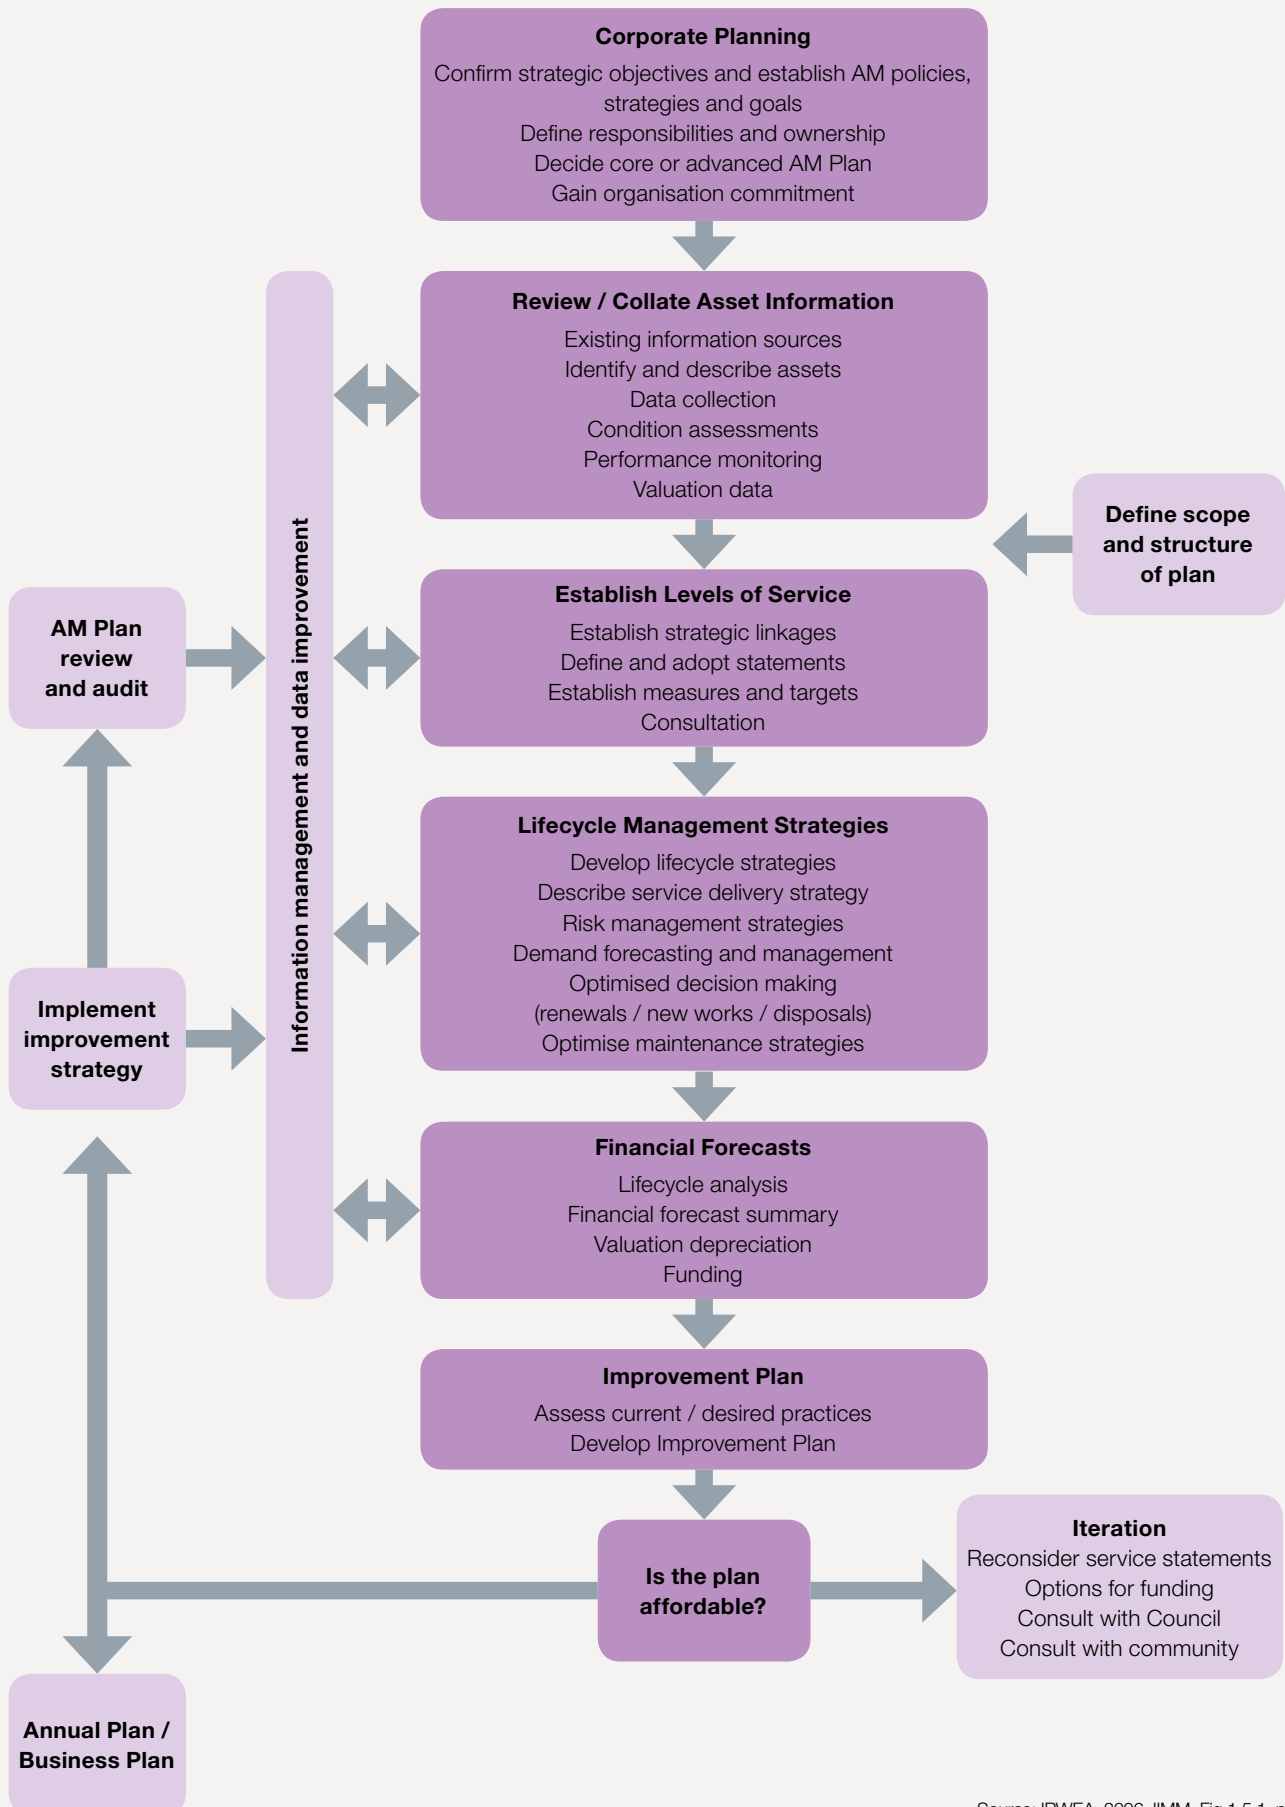 Corporate Planning
Confirm strategic objectives and establish AM policies,
strategies and goals
Define responsibilities and ownership
Decide core or advanced AM Plan
Gain organisation commitment
Review / Collate Asset Information
Existing information sources
Identify and describe assets
Data collection
Condition assessments
Performance monitoring
Valuation data
Define scope
and structure
of plan
Information management and data improvement
Establish Levels of Service
Establish strategic linkages
Define and adopt statements
Establish measures and targets
Consultation
AM Plan
review
and audit
Lifecycle Management Strategies
Develop lifecycle strategies
Describe service delivery strategy
Risk management strategies
Demand forecasting and management
Optimised decision making
(renewals / new works / disposals)
Optimise maintenance strategies
Implement
improvement
strategy
Financial Forecasts
Lifecycle analysis
Financial forecast summary
Valuation depreciation
Funding
Improvement Plan
Assess current / desired practices
Develop Improvement Plan
Is the plan
affordable?
Iteration
Reconsider service statements
Options for funding
Consult with Council
Consult with community
Annual Plan /
Business Plan